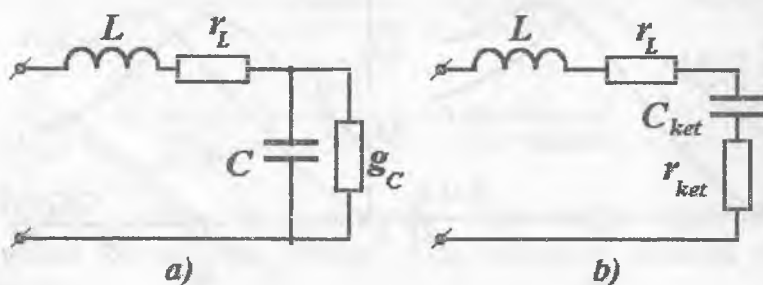 L r_L
C g_C
a)
L r_L
C_ket
r_ket
b)